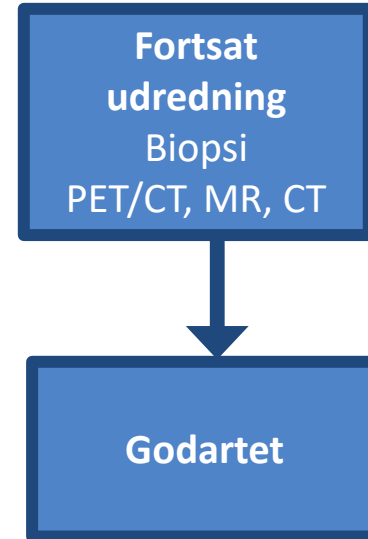 Fortsat
udredning
Biopsi
PET/CT, MR, CT
Godartet